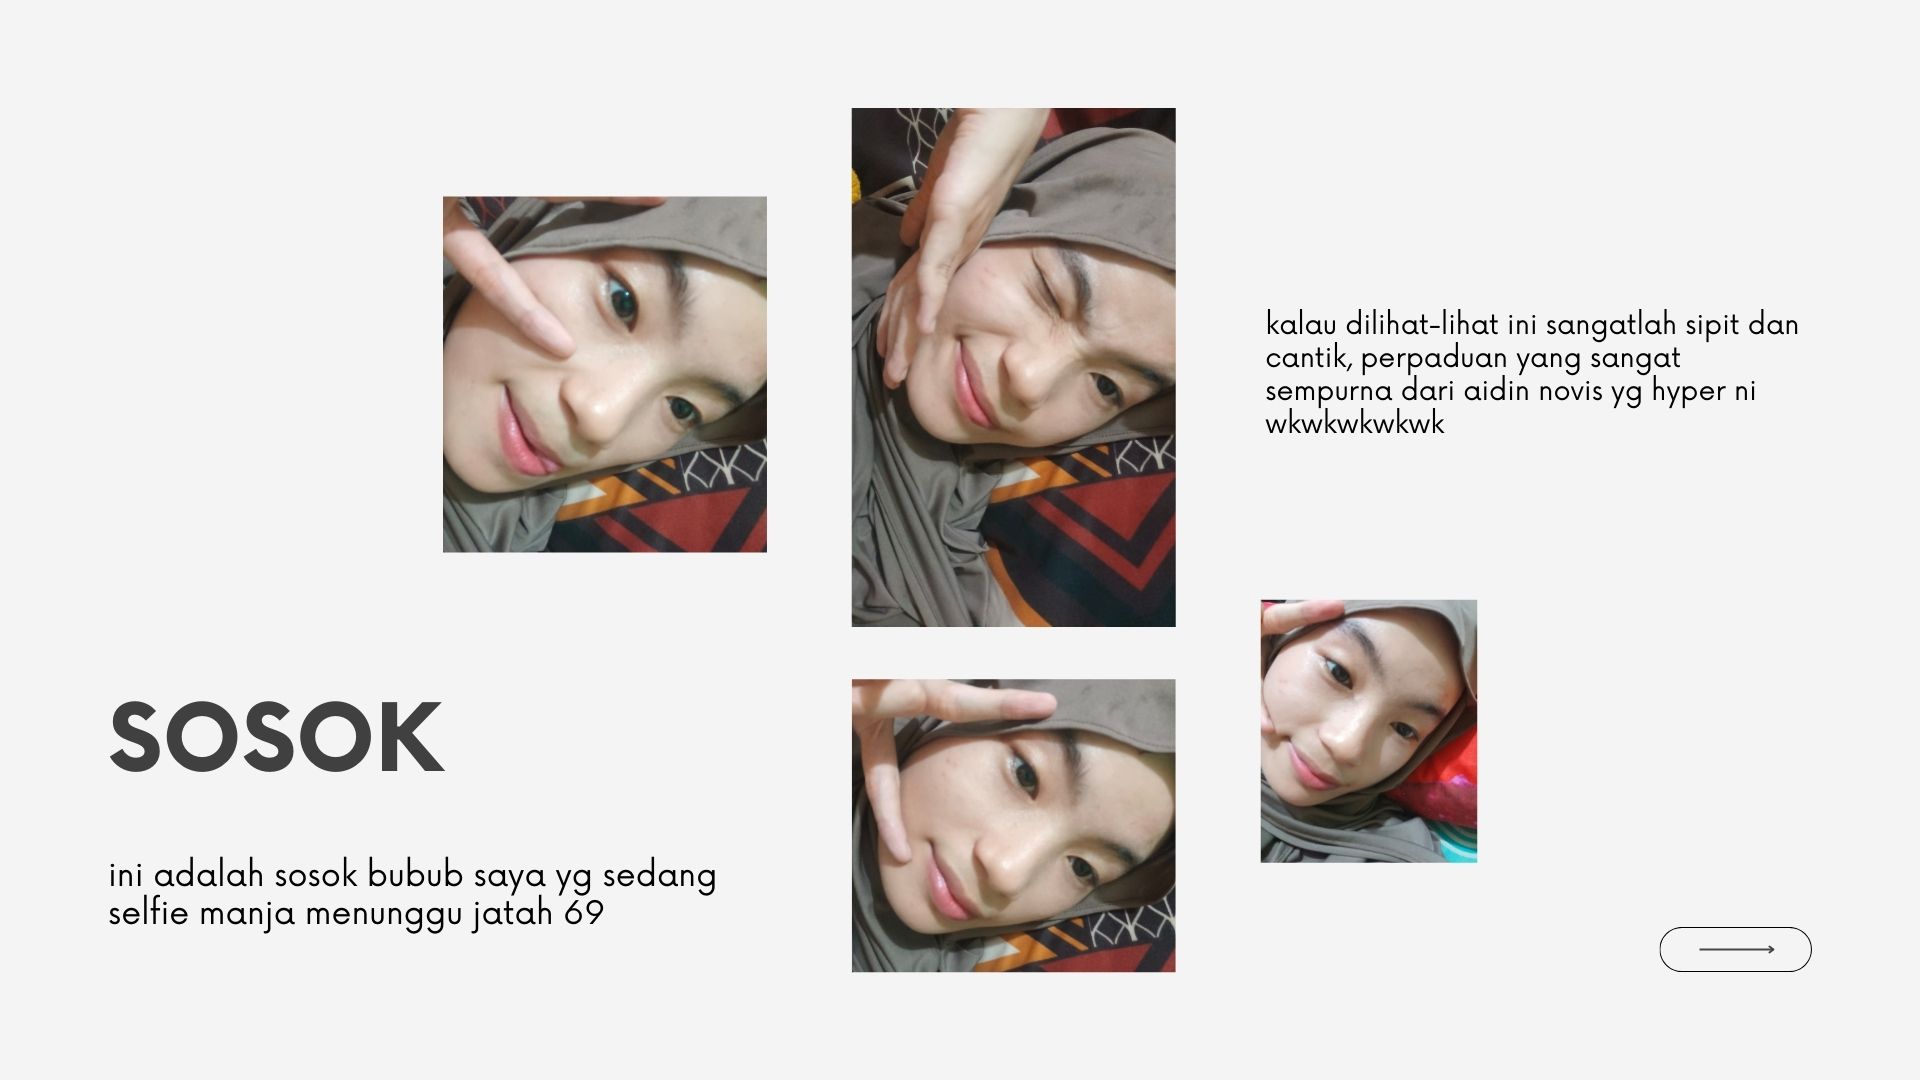 kalau dilihat-lihat ini sangatlah sipit dan
cantik, perpaduan yang sangat
sempurna dari aidin novis yg hyper ni
wkwkwkwkwk
SOSOK
ini adalah sosok bubub saya yg sedang
selfie manja menunggu jatah 69